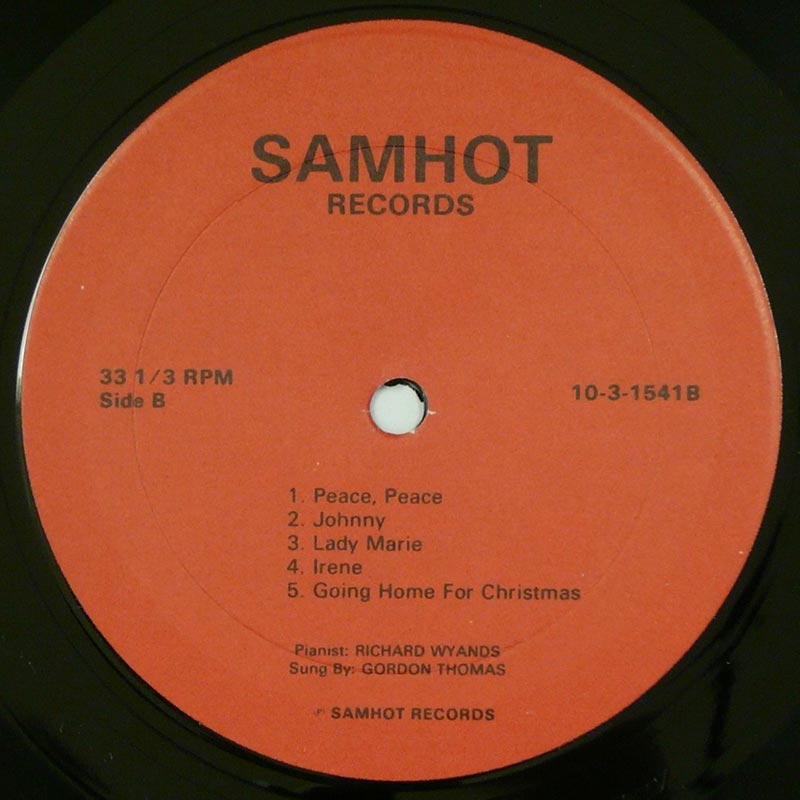 SAMHOT
RECORDS
33 1/3 RPM
Side B
10-3-1541B
1. Peace, Peace
2. Johnny
3. Lady Marie
4. Irene
5. Going Home For Christmas
Pianist: RICHARD WYANDS
Sung By: GORDON THOMAS
℗ SAMHOT RECORDS